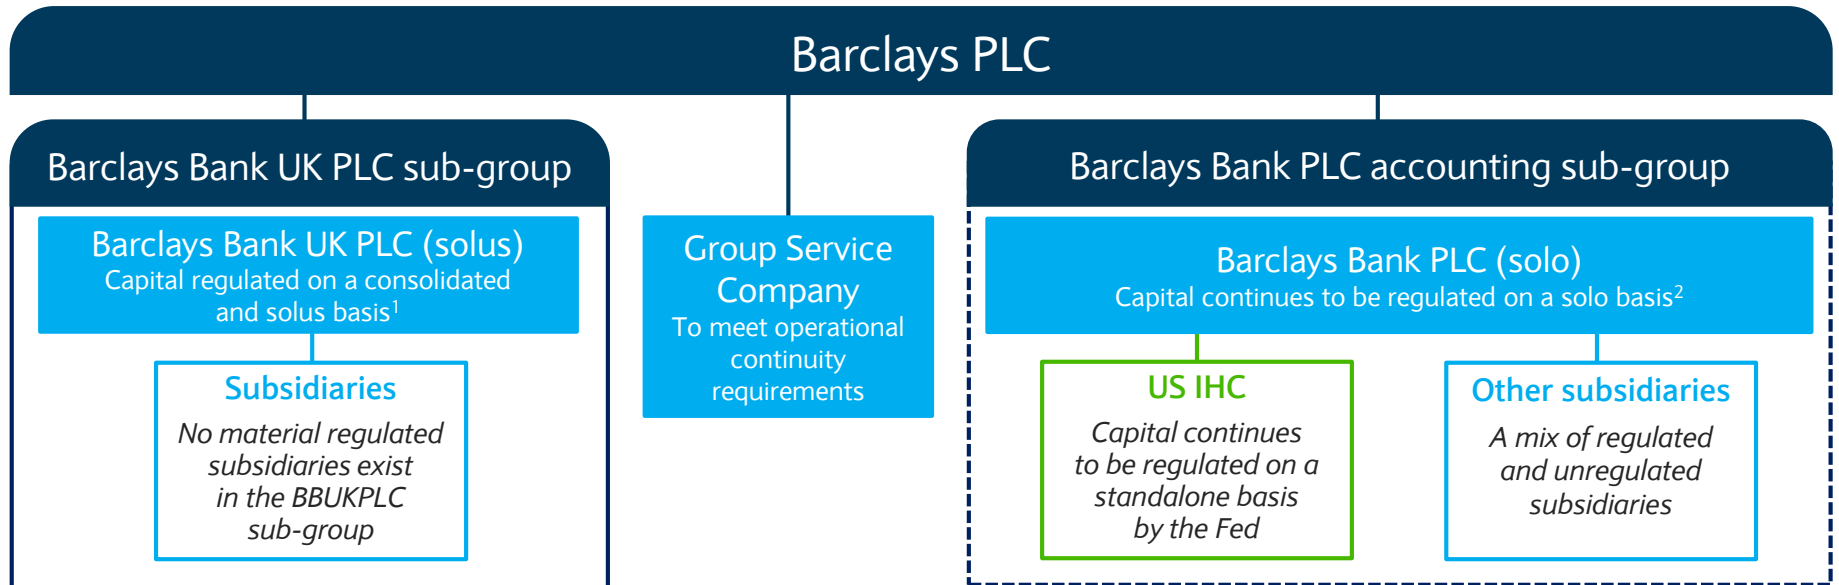 Barclays PLC
Barclays Bank UK PLC sub-group
Barclays Bank UK PLC (solus)
Capital regulated on a consolidated
and solus basis¹
Subsidiaries
No material regulated
subsidiaries exist
in the BBUKPLC
sub-group
Group Service
Company
To meet operational
continuity
requirements
Barclays Bank PLC accounting sub-group
Barclays Bank PLC (solo)
Capital continues to be regulated on a solo basis²
US IHC
Capital continues
to be regulated on a
standalone basis
by the Fed
Other subsidiaries
A mix of regulated
and unregulated
subsidiaries